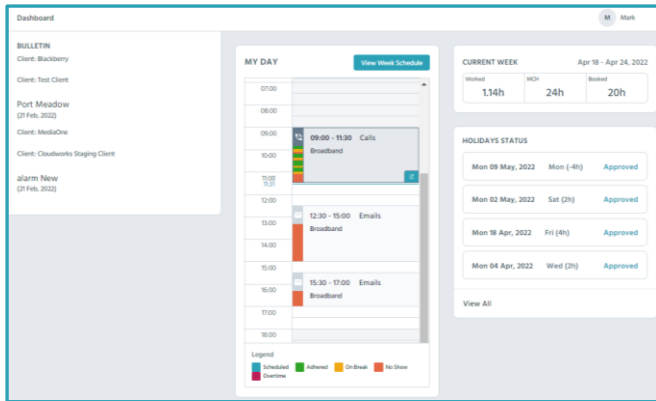 Dashboard
M Mark
BULLETIN
Client: Blackberry
Client: Test Client
Port Meadow
(21 Feb, 2022)
Client: MediaOne
Client: Cloudworks Staging Client
alarm New
(21 Feb, 2022)
MY DAY
View Week Schedule
07:00
08:00
09:00
09:00 - 11:30 Calls
Broadband
10:00
11:00
11:31
12:00
12:30 - 15:00 Emails
13:00
Broadband
14:00
15:00
15:30 - 17:00 Emails
16:00
Broadband
17:00
18:00
Legend
Scheduled Adhered On Break No Show
Overtime
CURRENT WEEK Apr 18 - Apr 24, 2022
Worked MCH Booked
1.14h 24h 20h
HOLIDAYS STATUS
Mon 09 May, 2022 Mon (-4h) Approved
Mon 02 May, 2022 Sat (2h) Approved
Mon 18 Apr, 2022 Fri (4h) Approved
Mon 04 Apr, 2022 Wed (2h) Approved
View All